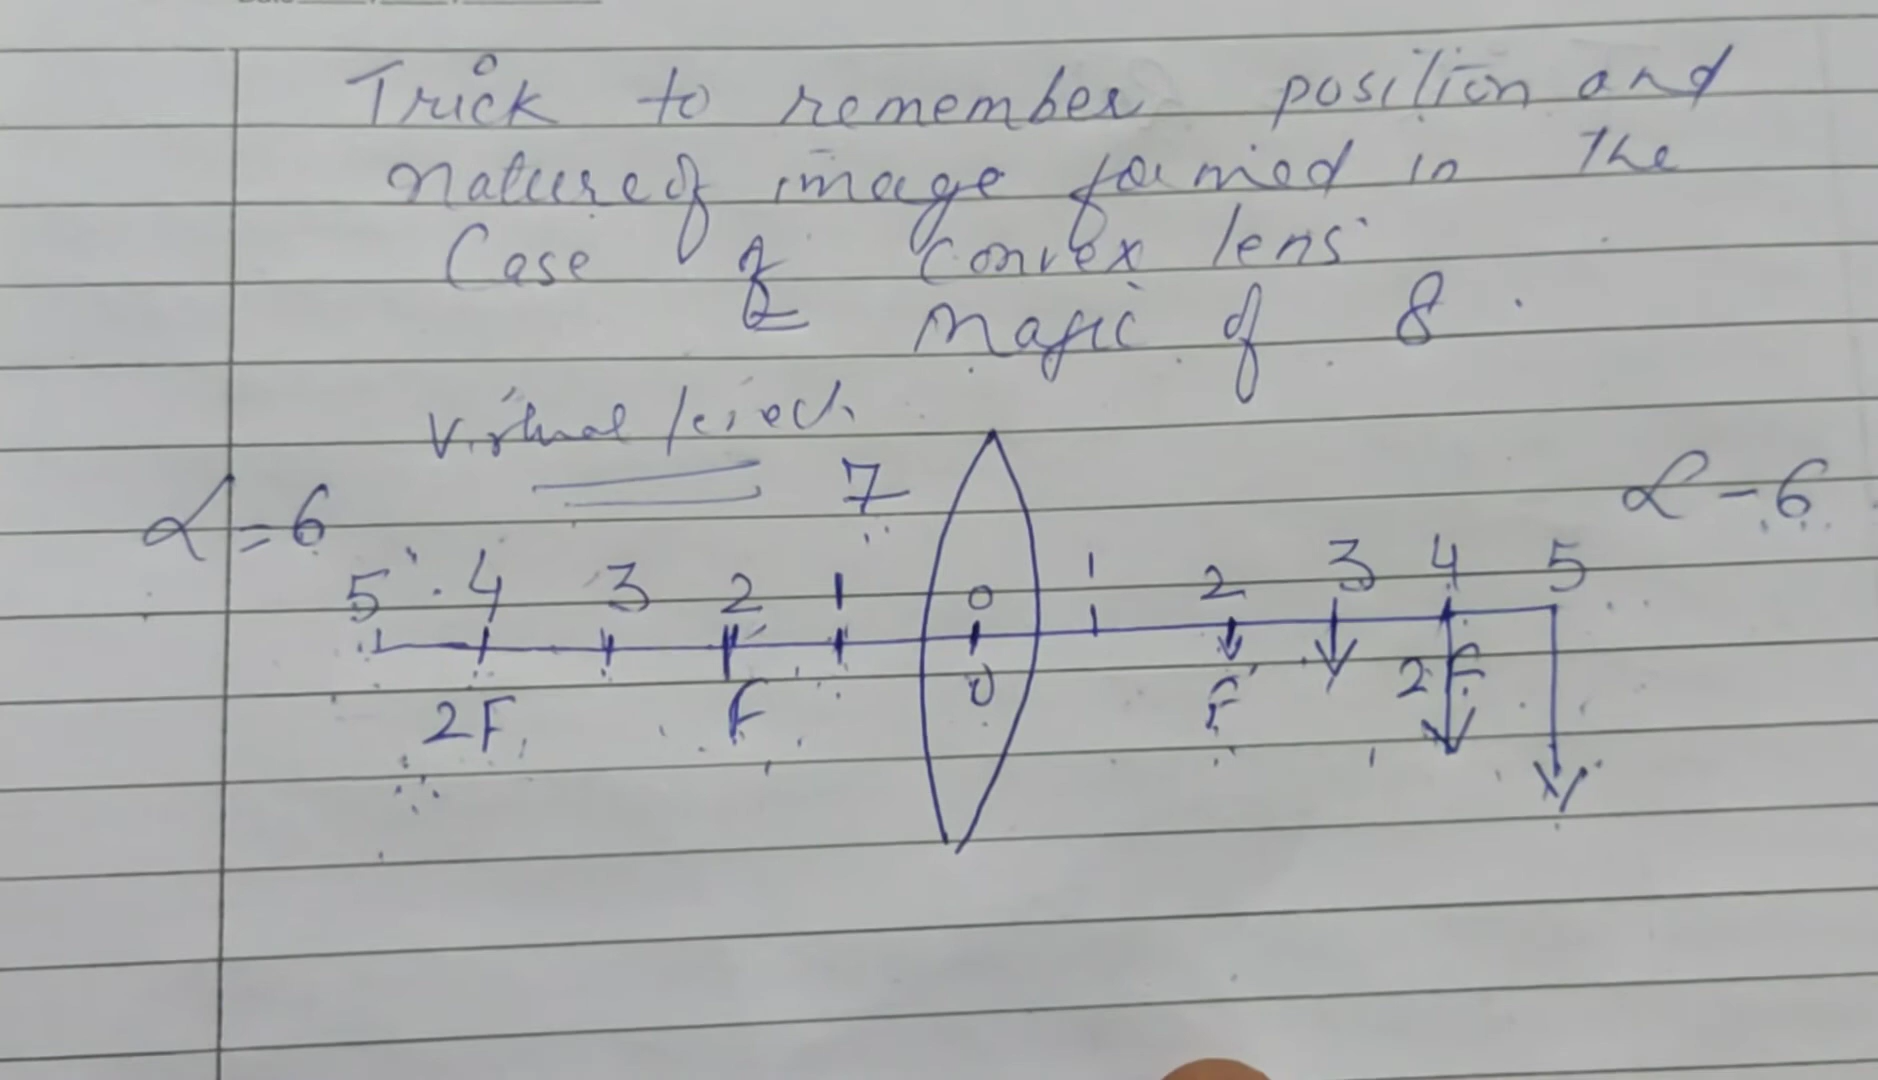 Trick to remember position and
nature of image formed in the
Case of convex lens
Magic of 8
Virtual /erect
7
α=6
α-6
5 4 3 2 1 0 1 2 3 4 5
2F F O F 2F